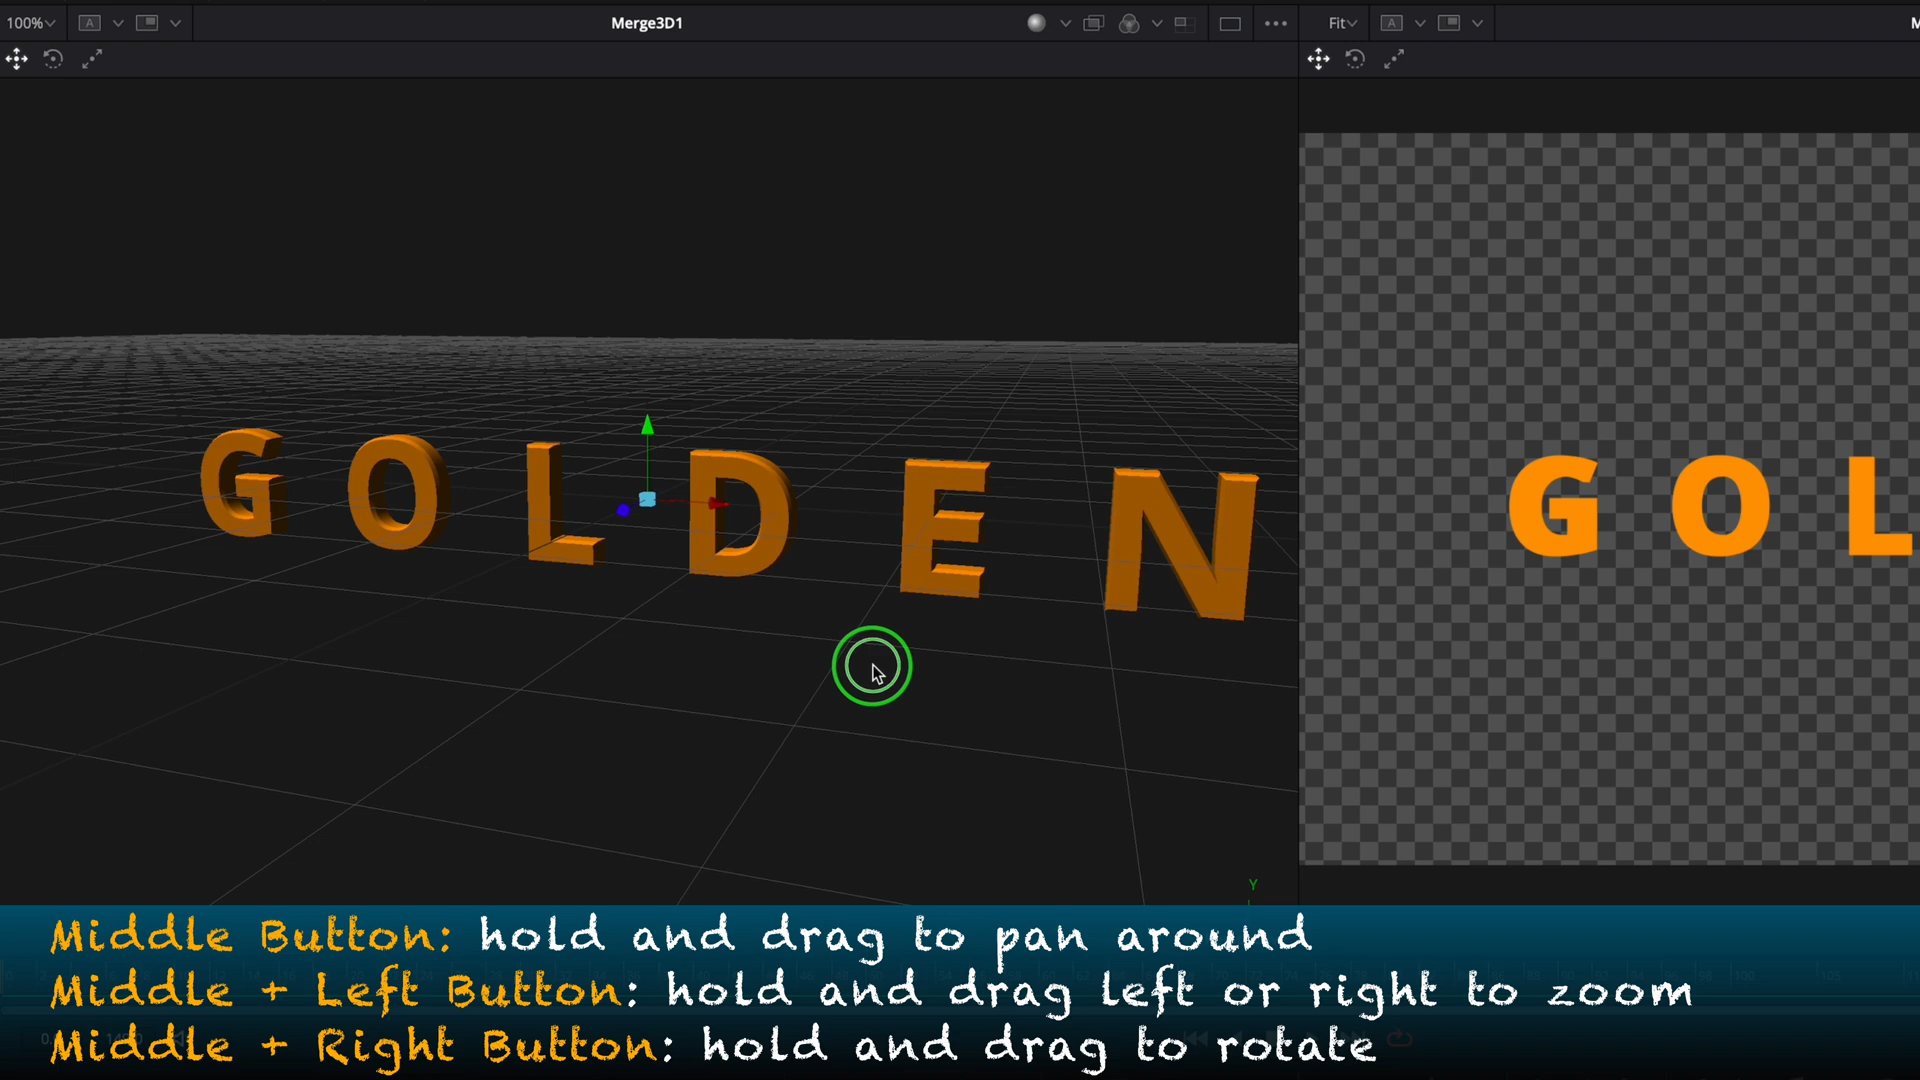 100%
A
Merge3D1
Fit
A
M
GOLDEN
GOL
Y
Middle Button: hold and drag to pan around
Middle + Left Button: hold and drag left or right to zoom
Middle + Right Button: hold and drag to rotate